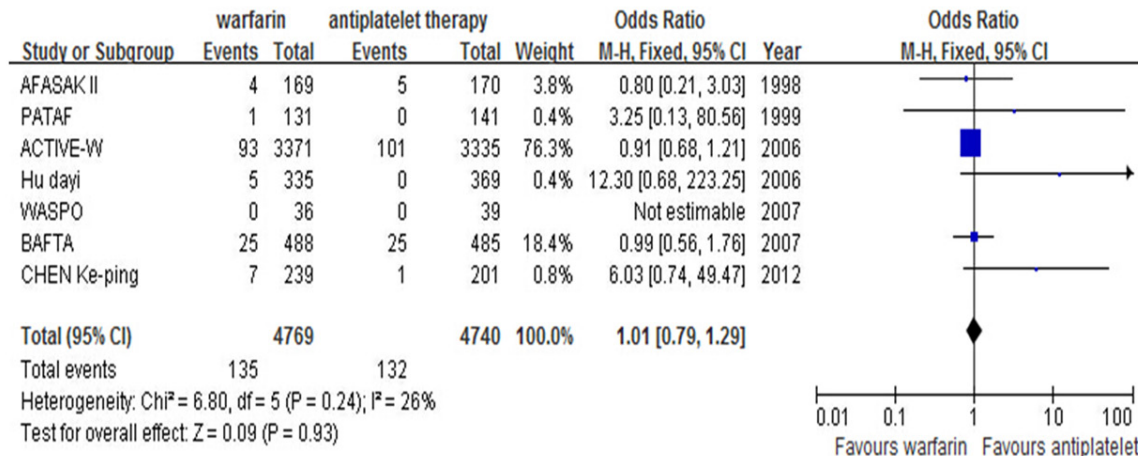 warfarin antiplatelet therapy Odds Ratio Odds Ratio
Study or Subgroup Events Total Events Total Weight M-H, Fixed, 95% CI Year M-H, Fixed, 95% CI
AFASAK II 4 169 5 170 3.8% 0.80 [0.21, 3.03] 1998
PATAF 1 131 0 141 0.4% 3.25 [0.13, 80.56] 1999
ACTIVE-W 93 3371 101 3335 76.3% 0.91 [0.68, 1.21] 2006
Hu dayi 5 335 0 369 0.4% 12.30 [0.68, 223.25] 2006
WASPO 0 36 0 39 Not estimable 2007
BAFTA 25 488 25 485 18.4% 0.99 [0.56, 1.76] 2007
CHEN Ke-ping 7 239 1 201 0.8% 6.03 [0.74, 49.47] 2012
Total (95% CI) 4769 4740 100.0% 1.01 [0.79, 1.29]
Total events 135 132
Heterogeneity: Chi² = 6.80, df = 5 (P = 0.24); I² = 26%
Test for overall effect: Z = 0.09 (P = 0.93)
0.01 0.1 1 10 100
Favours warfarin Favours antiplatelet